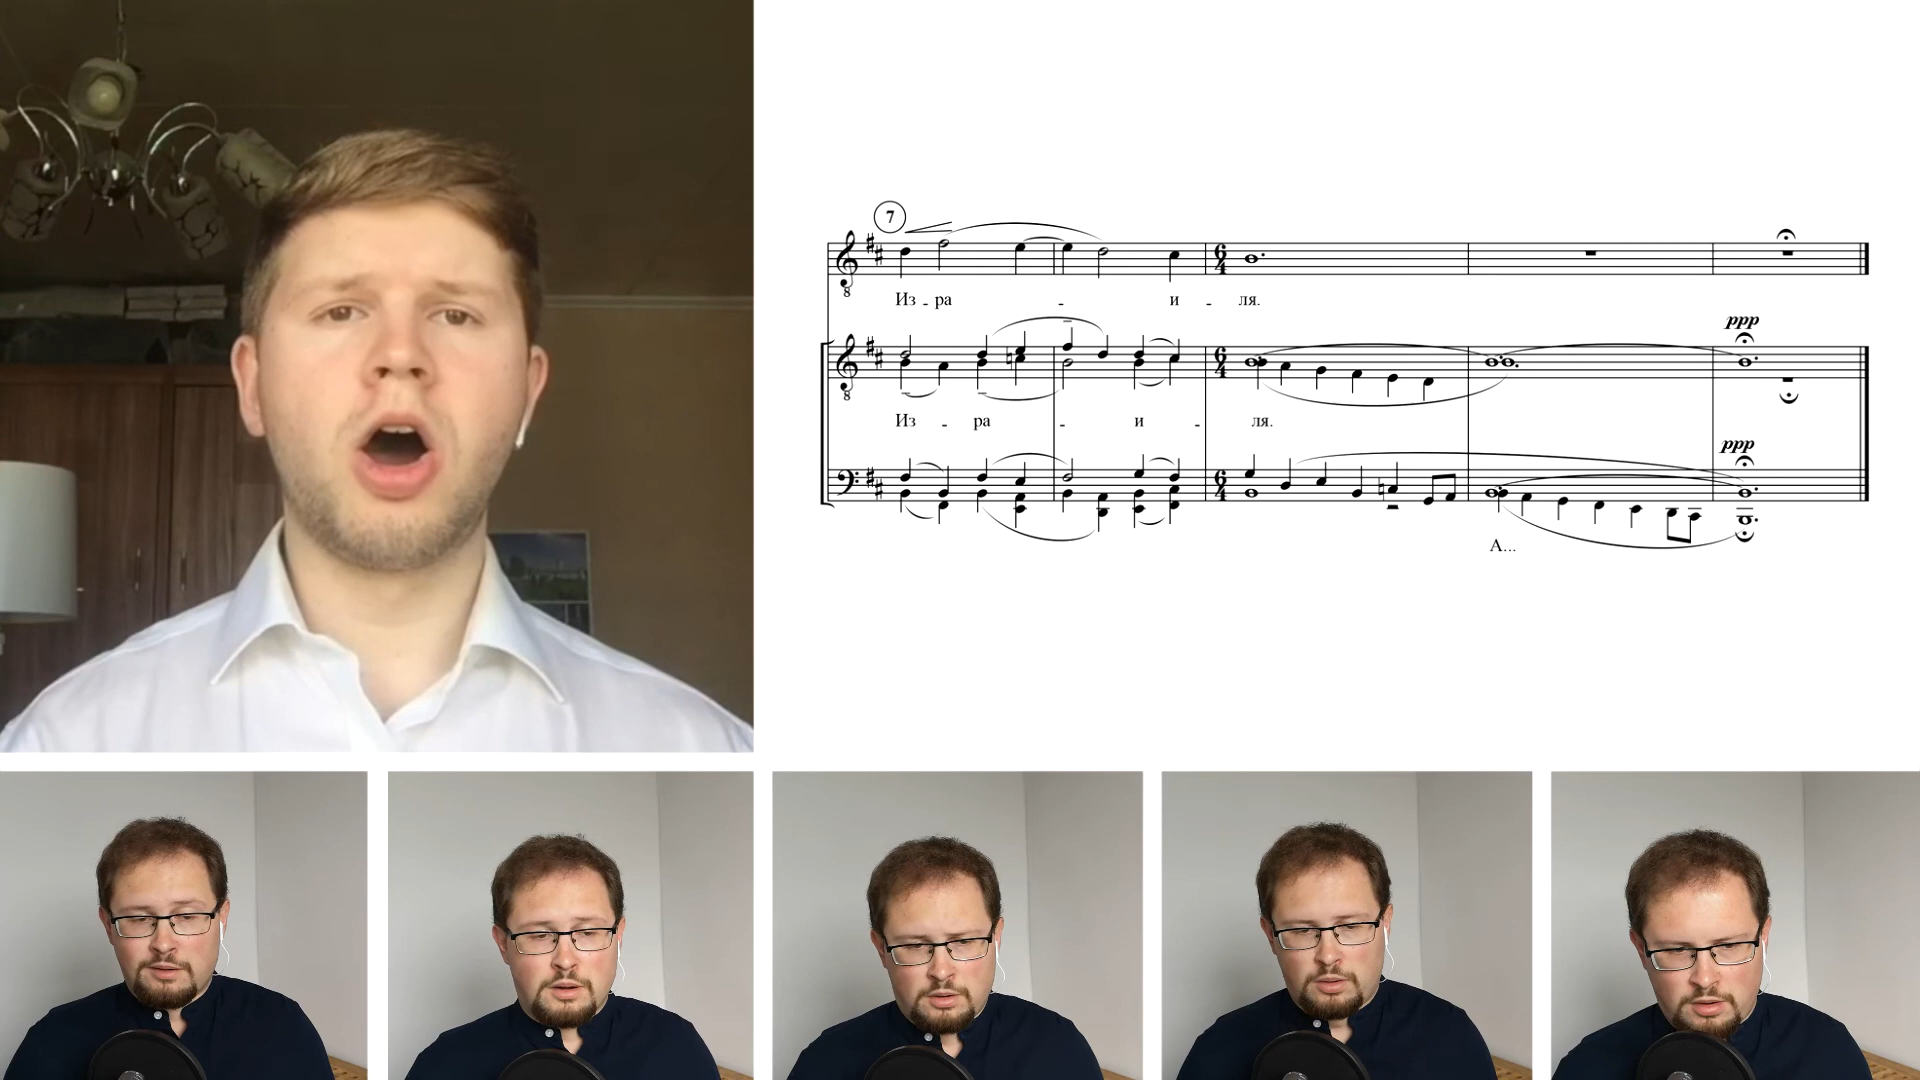 7
Из - ра - и - ля.
ppp
Из - ра - и - ля.
ppp
А...